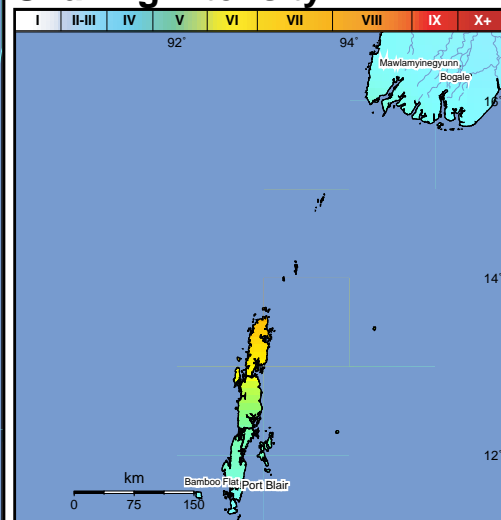 I II-III IV V VI VII VIII IX X+
92˚ 94˚
Mawlamyinegyunn
Bogale
16˚
14˚
12˚
km
Bamboo Flat Port Blair
0 75 150